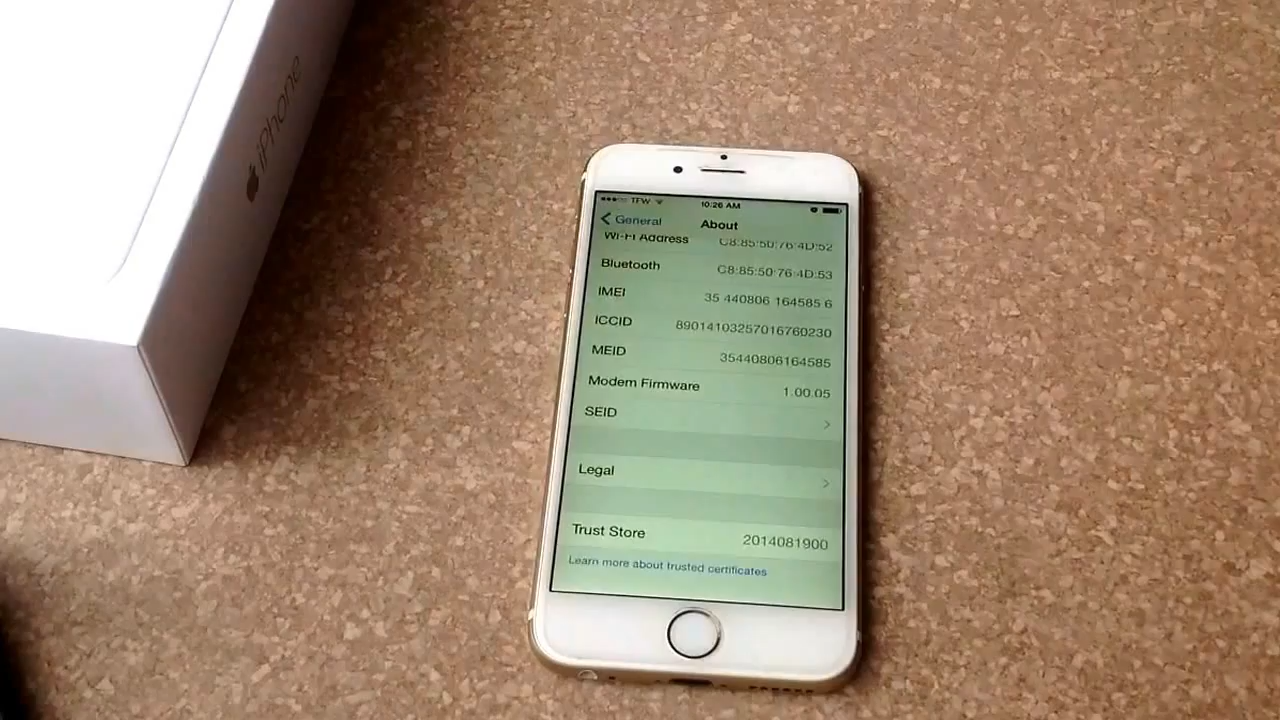 iPhone
TFW 10:26 AM
General About
Wi-Fi Address C8:85:50:76:4D:52
Bluetooth C8:85:50:76:4D:53
IMEI 35 440806 164585 6
ICCID 89014103257016760230
MEID 35440806164585
Modem Firmware 1.00.05
SEID
Legal
Trust Store 2014081900
Learn more about trusted certificates